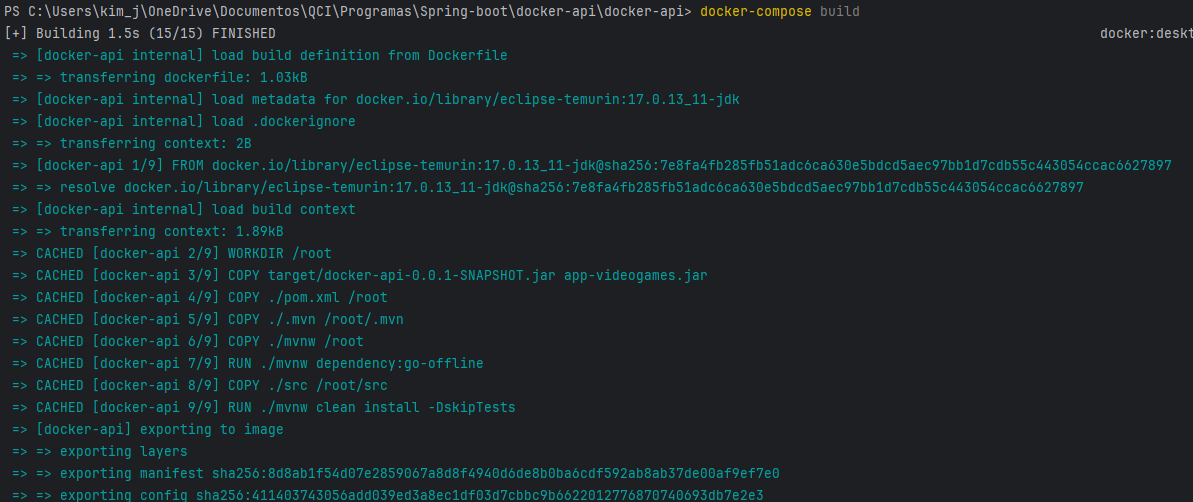 PS C:\Users\kim_j\OneDrive\Documentos\QCI\Programas\Spring-boot\docker-api\docker-api> docker-compose build
[+] Building 1.5s (15/15) FINISHED docker:deskt
=> [docker-api internal] load build definition from Dockerfile
=> => transferring dockerfile: 1.03kB
=> [docker-api internal] load metadata for docker.io/library/eclipse-temurin:17.0.13_11-jdk
=> [docker-api internal] load .dockerignore
=> => transferring context: 2B
=> [docker-api 1/9] FROM docker.io/library/eclipse-temurin:17.0.13_11-jdk@sha256:7e8fa4fb285fb51adc6ca630e5bdcd5aec97bb1d7cdb55c443054ccac6627897
=> => resolve docker.io/library/eclipse-temurin:17.0.13_11-jdk@sha256:7e8fa4fb285fb51adc6ca630e5bdcd5aec97bb1d7cdb55c443054ccac6627897
=> [docker-api internal] load build context
=> => transferring context: 1.89kB
=> CACHED [docker-api 2/9] WORKDIR /root
=> CACHED [docker-api 3/9] COPY target/docker-api-0.0.1-SNAPSHOT.jar app-videogames.jar
=> CACHED [docker-api 4/9] COPY ./pom.xml /root
=> CACHED [docker-api 5/9] COPY ./.mvn /root/.mvn
=> CACHED [docker-api 6/9] COPY ./mvnw /root
=> CACHED [docker-api 7/9] RUN ./mvnw dependency:go-offline
=> CACHED [docker-api 8/9] COPY ./src /root/src
=> CACHED [docker-api 9/9] RUN ./mvnw clean install -DskipTests
=> [docker-api] exporting to image
=> => exporting layers
=> => exporting manifest sha256:8d8ab1f54d07e2859067a8d8f4940d6de8b0ba6cdf592ab8ab37de00af9ef7e0
=> => exporting config sha256:411403743056add039ed3a8ec1df03d7cbbc9b66220127768​70740693db7e2e3